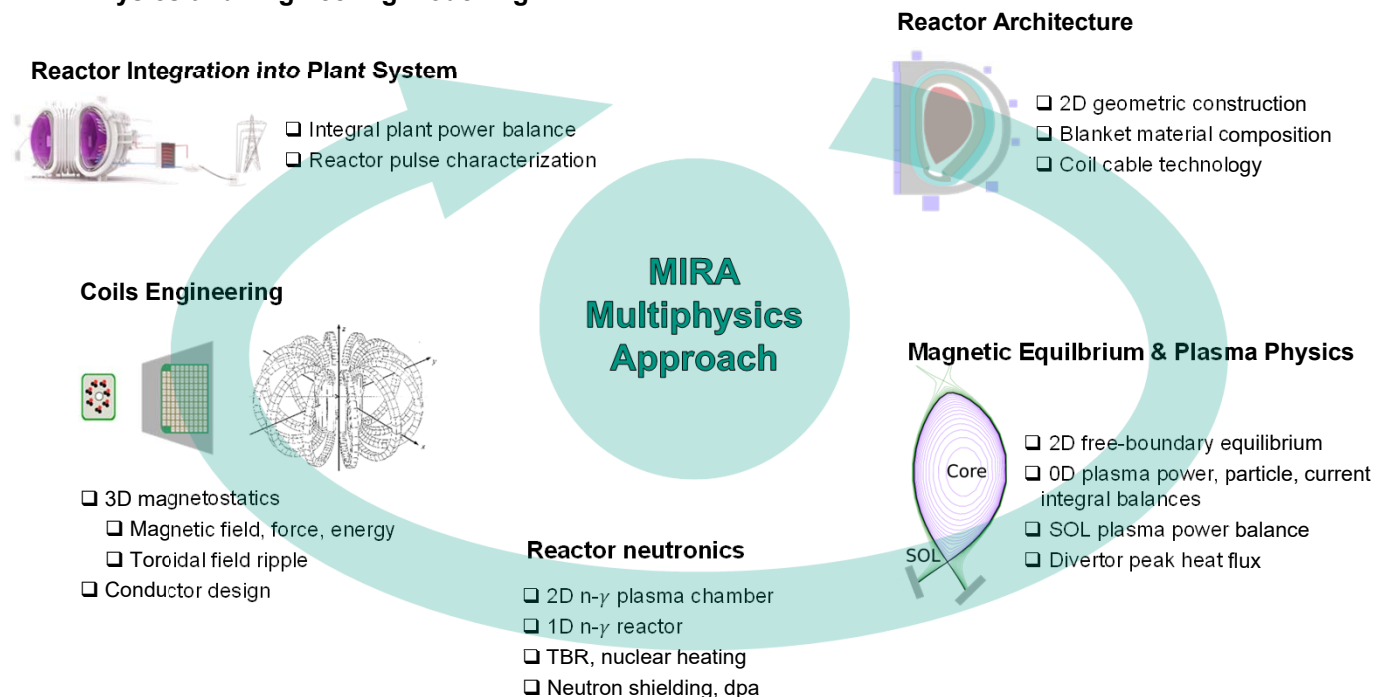 Reactor Architecture
❑ 2D geometric construction
❑ Blanket material composition
❑ Coil cable technology
Magnetic Equilbrium & Plasma Physics
Core
SOL
❑ 2D free-boundary equilibrium
❑ 0D plasma power, particle, current
integral balances
❑ SOL plasma power balance
❑ Divertor peak heat flux
Reactor neutronics
❑ 2D n-γ plasma chamber
❑ 1D n-γ reactor
❑ TBR, nuclear heating
❑ Neutron shielding, dpa
Coils Engineering
z
y
x
❑ 3D magnetostatics
❑ Magnetic field, force, energy
❑ Toroidal field ripple
❑ Conductor design
Reactor Integration into Plant System
❑ Integral plant power balance
❑ Reactor pulse characterization
MIRA
Multiphysics
Approach